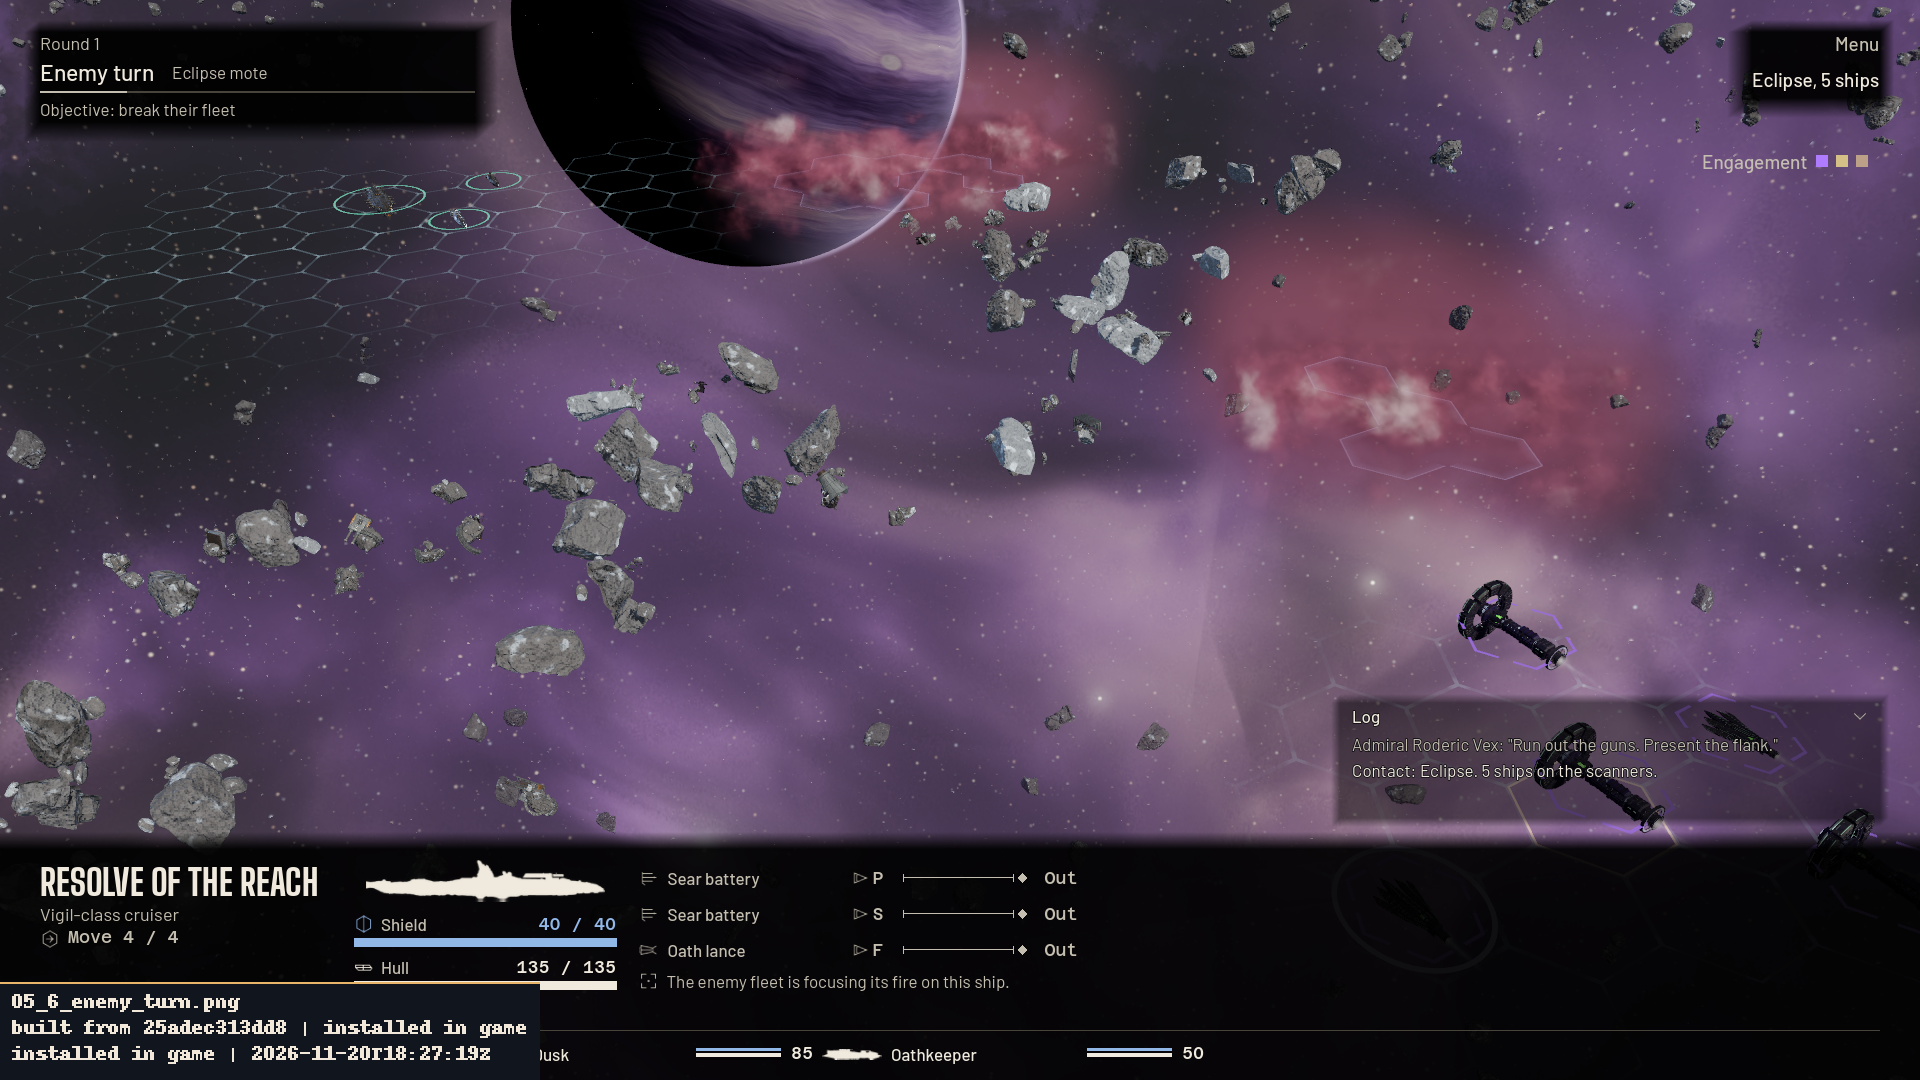 Round 1
Enemy turn Eclipse mote
Objective: break their fleet
Menu
Eclipse, 5 ships
Engagement
Log
Admiral Roderic Vex: "Run out the guns. Present the flank."
Contact: Eclipse. 5 ships on the scanners.
RESOLVE OF THE REACH
Vigil-class cruiser
Move 4 / 4
Shield 40 / 40
Hull 135 / 135
Sear battery P Out
Sear battery S Out
Oath lance F Out
The enemy fleet is focusing its fire on this ship.
05_6_enemy_turn.png
built from 25adec313dd8 | installed in game
installed in game | 2026-11-20T18:27:19Z
Dusk 85 Oathkeeper 50